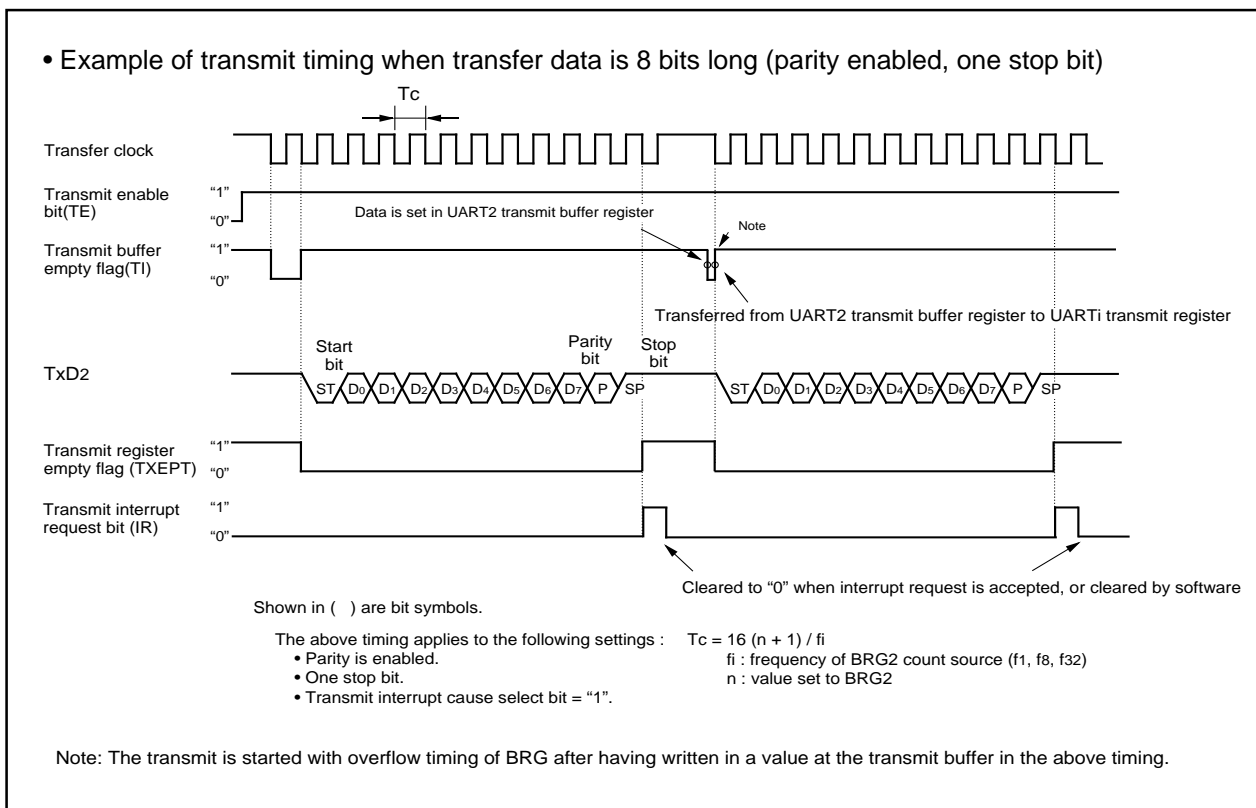 • Example of transmit timing when transfer data is 8 bits long (parity enabled, one stop bit)
Tc
Transfer clock
Transmit enable
bit(TE)
“1”
“0”
Data is set in UART2 transmit buffer register
Note
Transmit buffer
empty flag(TI)
“1”
“0”
Transferred from UART2 transmit buffer register to UARTi transmit register
Start
bit
Parity
bit
Stop
bit
TxD2
ST D0 D1 D2 D3 D4 D5 D6 D7 P SP ST D0 D1 D2 D3 D4 D5 D6 D7 P SP
Transmit register
empty flag (TXEPT)
“1”
“0”
Transmit interrupt
request bit (IR)
“1”
“0”
Cleared to “0” when interrupt request is accepted, or cleared by software
Shown in ( ) are bit symbols.
The above timing applies to the following settings :
• Parity is enabled.
• One stop bit.
• Transmit interrupt cause select bit = “1”.
Tc = 16 (n + 1) / fi
fi : frequency of BRG2 count source (f1, f8, f32)
n : value set to BRG2
Note: The transmit is started with overflow timing of BRG after having written in a value at the transmit buffer in the above timing.